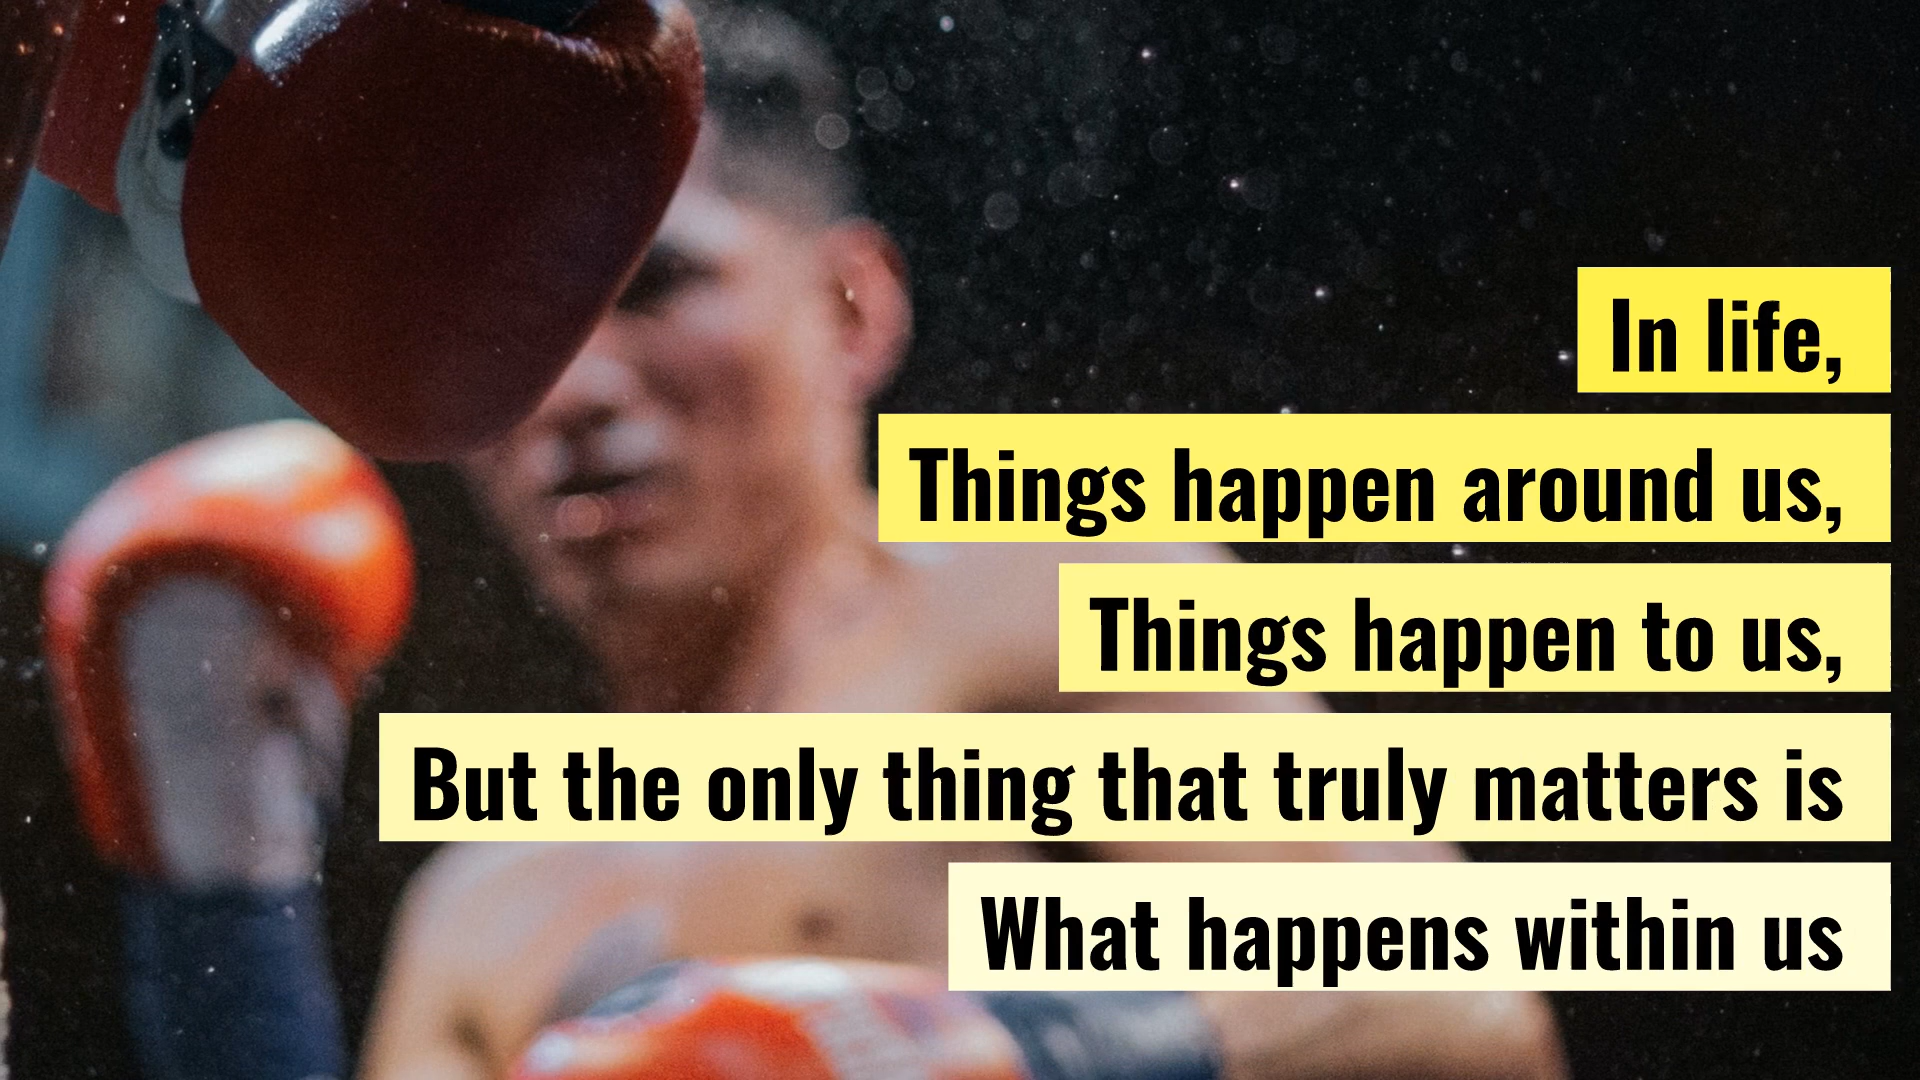 In life,
Things happen around us,
Things happen to us,
But the only thing that truly matters is
What happens within us